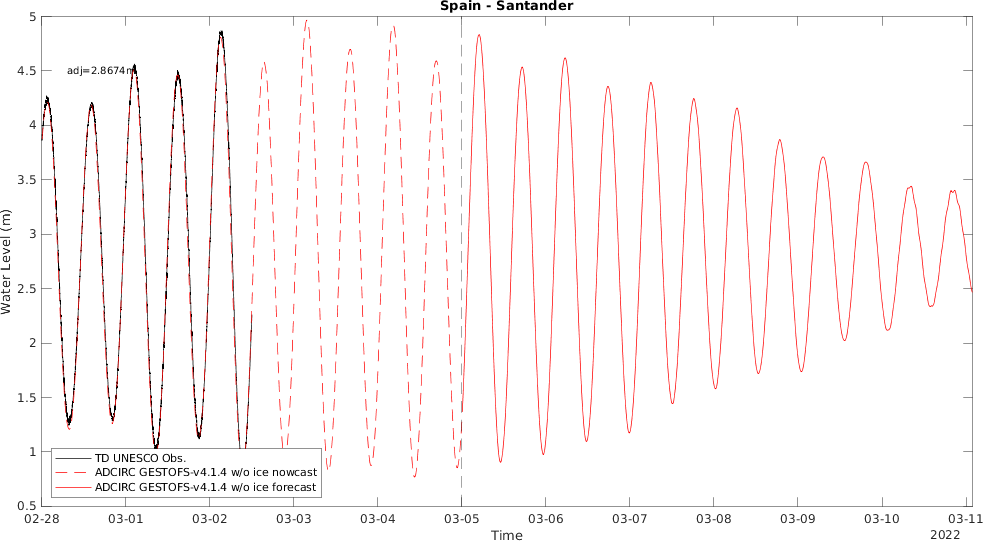 Spain - Santander
5
4.5
4
3.5
3
2.5
2
1.5
1
0.5
Water Level (m)
adj=2.8674m
TD UNESCO Obs.
ADCIRC GESTOFS-v4.1.4 w/o ice nowcast
ADCIRC GESTOFS-v4.1.4 w/o ice forecast
02-28 03-01 03-02 03-03 03-04 03-05 03-06 03-07 03-08 03-09 03-10 03-11
Time
2022